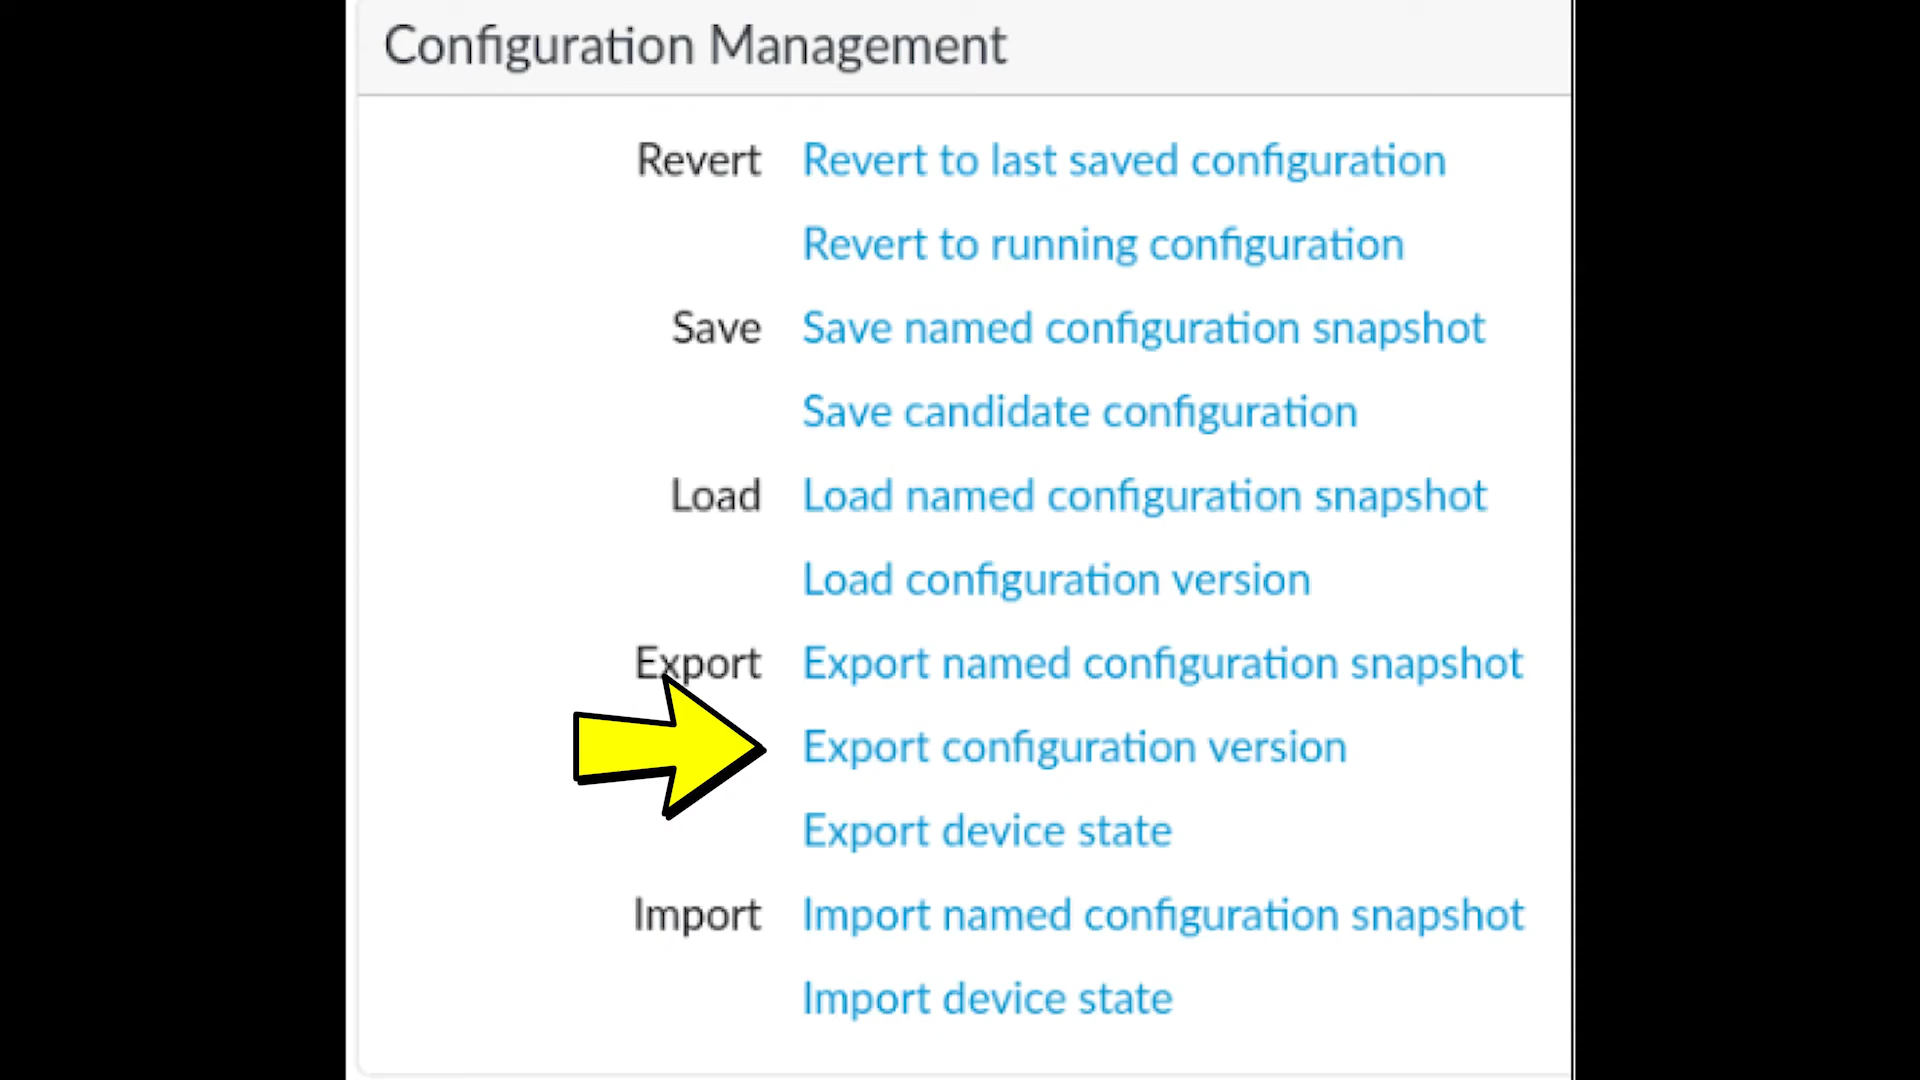 Configuration Management
Revert Revert to last saved configuration
Revert to running configuration
Save Save named configuration snapshot
Save candidate configuration
Load Load named configuration snapshot
Load configuration version
Export Export named configuration snapshot
Export configuration version
Export device state
Import Import named configuration snapshot
Import device state